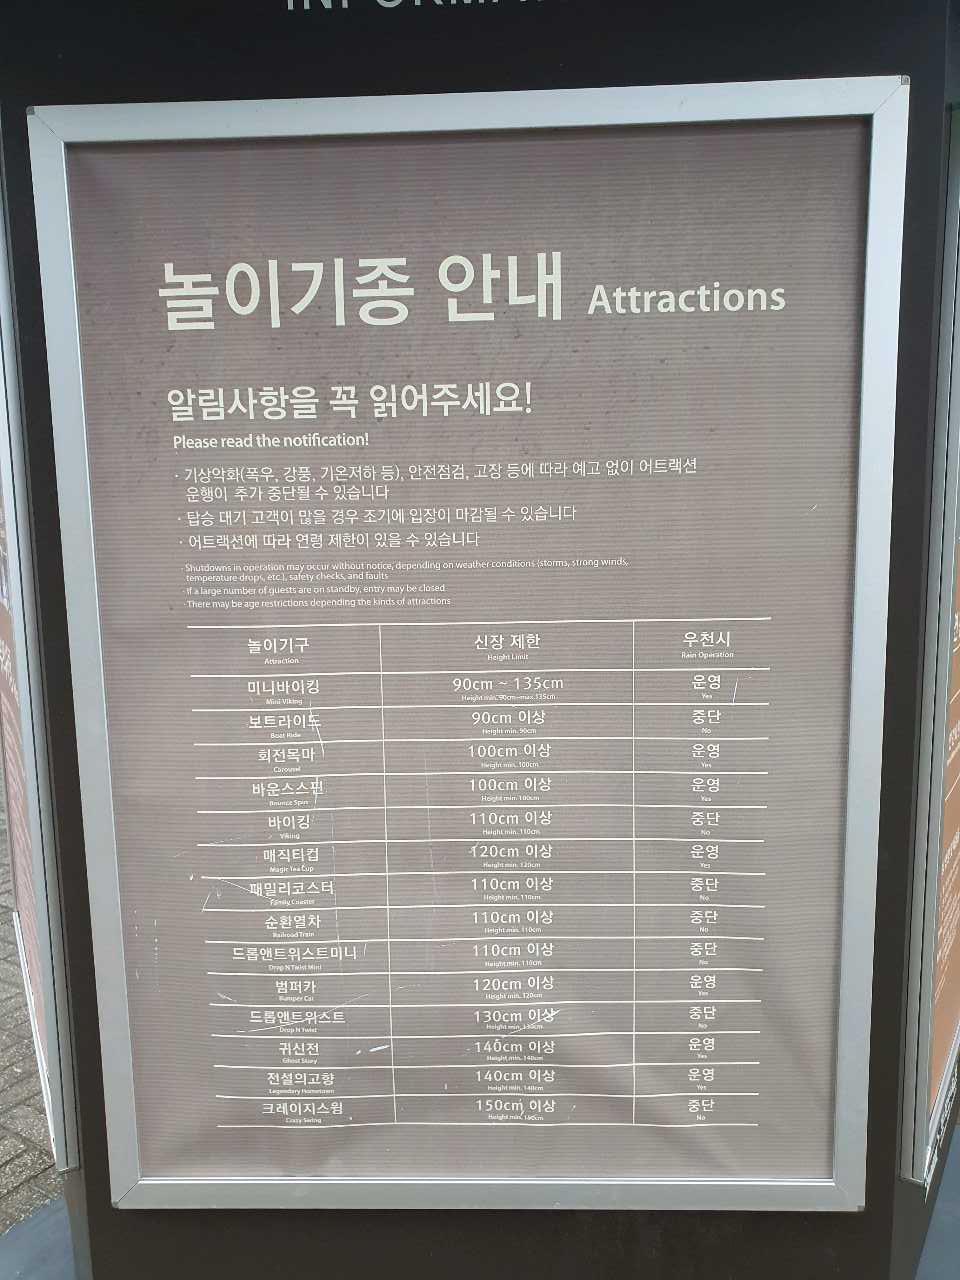 놀이기종 안내 Attractions
알림사항을 꼭 읽어주세요!
Please read the notification!
· 기상악화(폭우, 강풍, 기온저하 등), 안전점검, 고장 등에 따라 예고 없이 어트랙션
운행이 추가 중단될 수 있습니다
· 탑승 대기 고객이 많을 경우 조기에 입장이 마감될 수 있습니다
· 어트랙션에 따라 연령 제한이 있을 수 있습니다
· Shutdowns in operation may occur without notice, depending on weather conditions (storms, strong winds,
temperature drops, etc.), safety checks, and faults
· If a large number of guests are on standby, entry may be closed
· There may be age restrictions depending the kinds of attractions
놀이기구 신장 제한 우천시
Attraction Height Limit Rain Operation
미니바이킹 90cm ~ 135cm 운영
Mini Viking Height min. 90cm~max.135cm Yes
보트라이드 90cm 이상 중단
Boat Ride Height min. 90cm No
회전목마 100cm 이상 운영
Carousel Height min. 100cm Yes
바운스스핀 100cm 이상 운영
Bounce Spin Height min. 100cm Yes
바이킹 110cm 이상 중단
Viking Height min. 110cm No
매직티컵 120cm 이상 운영
Magic Tea Cup Height min. 120cm Yes
패밀리코스터 110cm 이상 중단
Family Coaster Height min. 110cm No
순환열차 110cm 이상 중단
Railroad Train Height min. 110cm No
드롭앤트위스트미니 110cm 이상 중단
Drop N Twist Mini Height min. 110cm No
범퍼카 120cm 이상 운영
Bumper Car Height min. 120cm Yes
드롭앤트위스트 130cm 이상 중단
Drop N Twist Height min. 130cm No
귀신전 140cm 이상 운영
Ghost Story Height min. 140cm Yes
전설의고향 140cm 이상 운영
Legendary Hometown Height min. 140cm Yes
크레이지스윙 150cm 이상 중단
Crazy Swing Height min. 150cm No